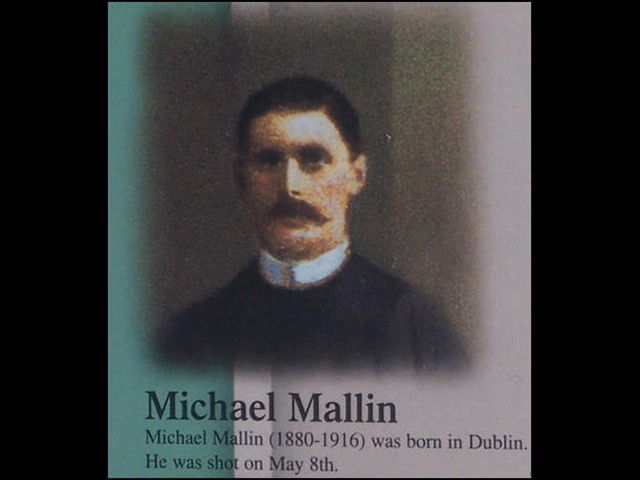 Michael Mallin
Michael Mallin (1880-1916) was born in Dublin.
He was shot on May 8th.